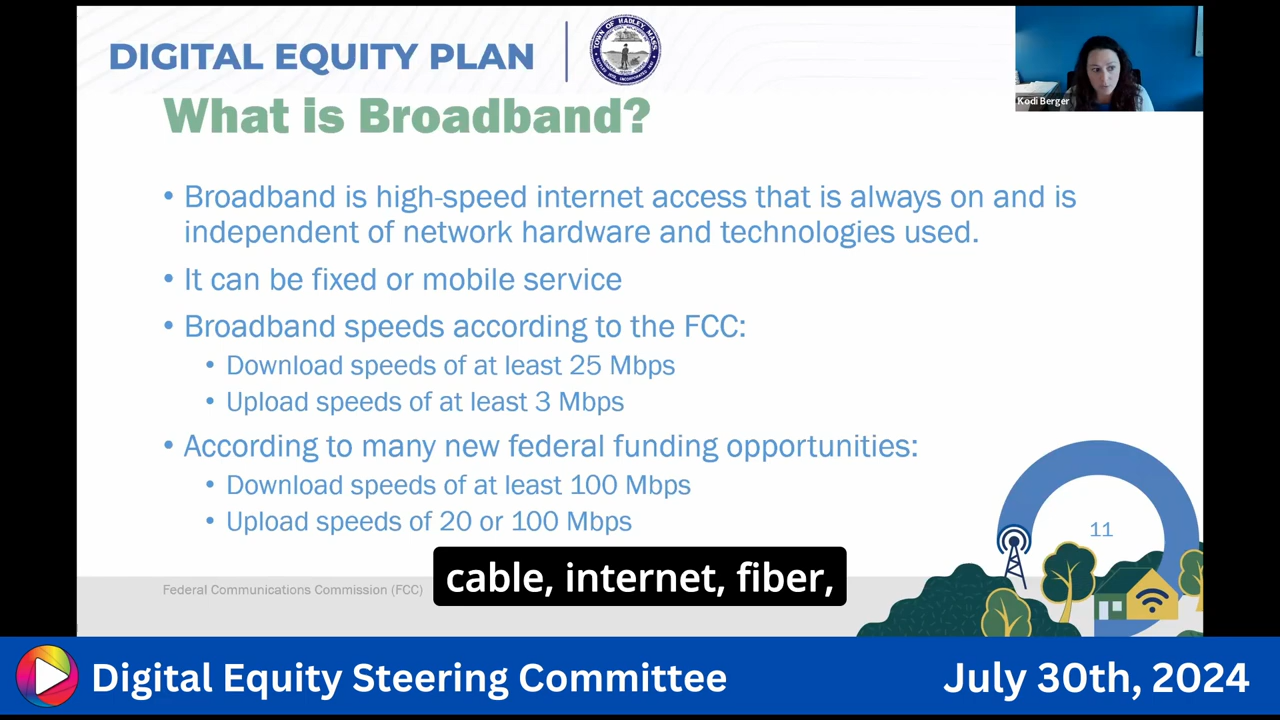 DIGITAL EQUITY PLAN
TOWN OF HADLEY MASS.
Kodi Berger
What is Broadband?
• Broadband is high-speed internet access that is always on and is
independent of network hardware and technologies used.
• It can be fixed or mobile service
• Broadband speeds according to the FCC:
• Download speeds of at least 25 Mbps
• Upload speeds of at least 3 Mbps
• According to many new federal funding opportunities:
• Download speeds of at least 100 Mbps
• Upload speeds of 20 or 100 Mbps
11
Federal Communications Commission (FCC)
cable, internet, fiber,
Digital Equity Steering Committee
July 30th, 2024